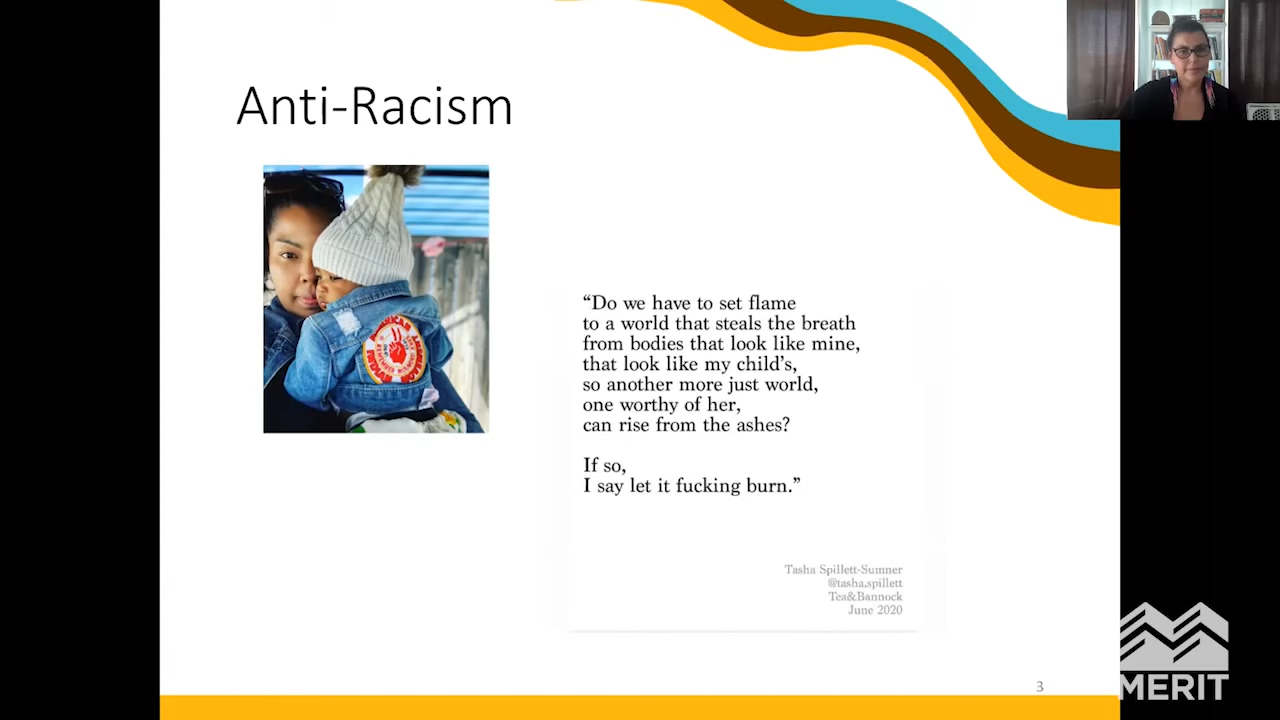 Anti-Racism
“Do we have to set flame
to a world that steals the breath
from bodies that look like mine,
that look like my child’s,
so another more just world,
one worthy of her,
can rise from the ashes?
If so,
I say let it fucking burn.”
Tasha Spillett-Sumner
@tasha.spillett
Tea&Bannock
June 2020
3
MERIT